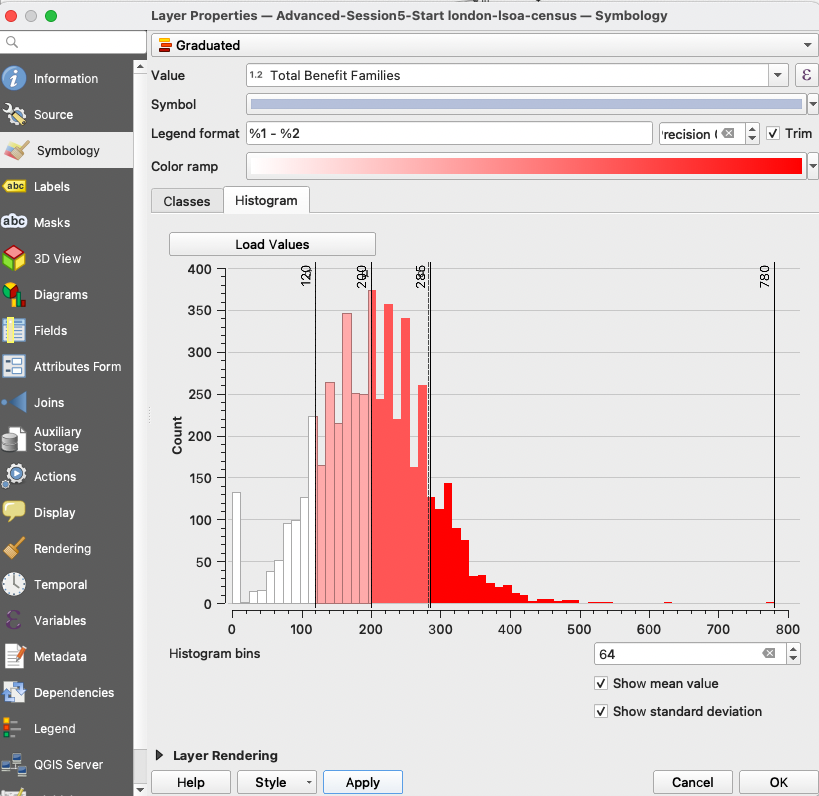 Layer Properties — Advanced-Session5-Start london-lsoa-census — Symbology
Graduated
Information
Source
Symbology
Labels
Masks
3D View
Diagrams
Fields
Attributes Form
Joins
Auxiliary
Storage
Actions
Display
Rendering
Temporal
Variables
Metadata
Dependencies
Legend
QGIS Server
abc
abc
Value
1.2 Total Benefit Families
ε
Symbol
Legend format
%1 - %2
Trim
Color ramp
Classes
Histogram
Load Values
120
200
285
780
400
350
300
250
200
150
100
50
0
Count
0 100 200 300 400 500 600 700 800
Histogram bins
64
Show mean value
Show standard deviation
Layer Rendering
Help
Style
Apply
Cancel
OK